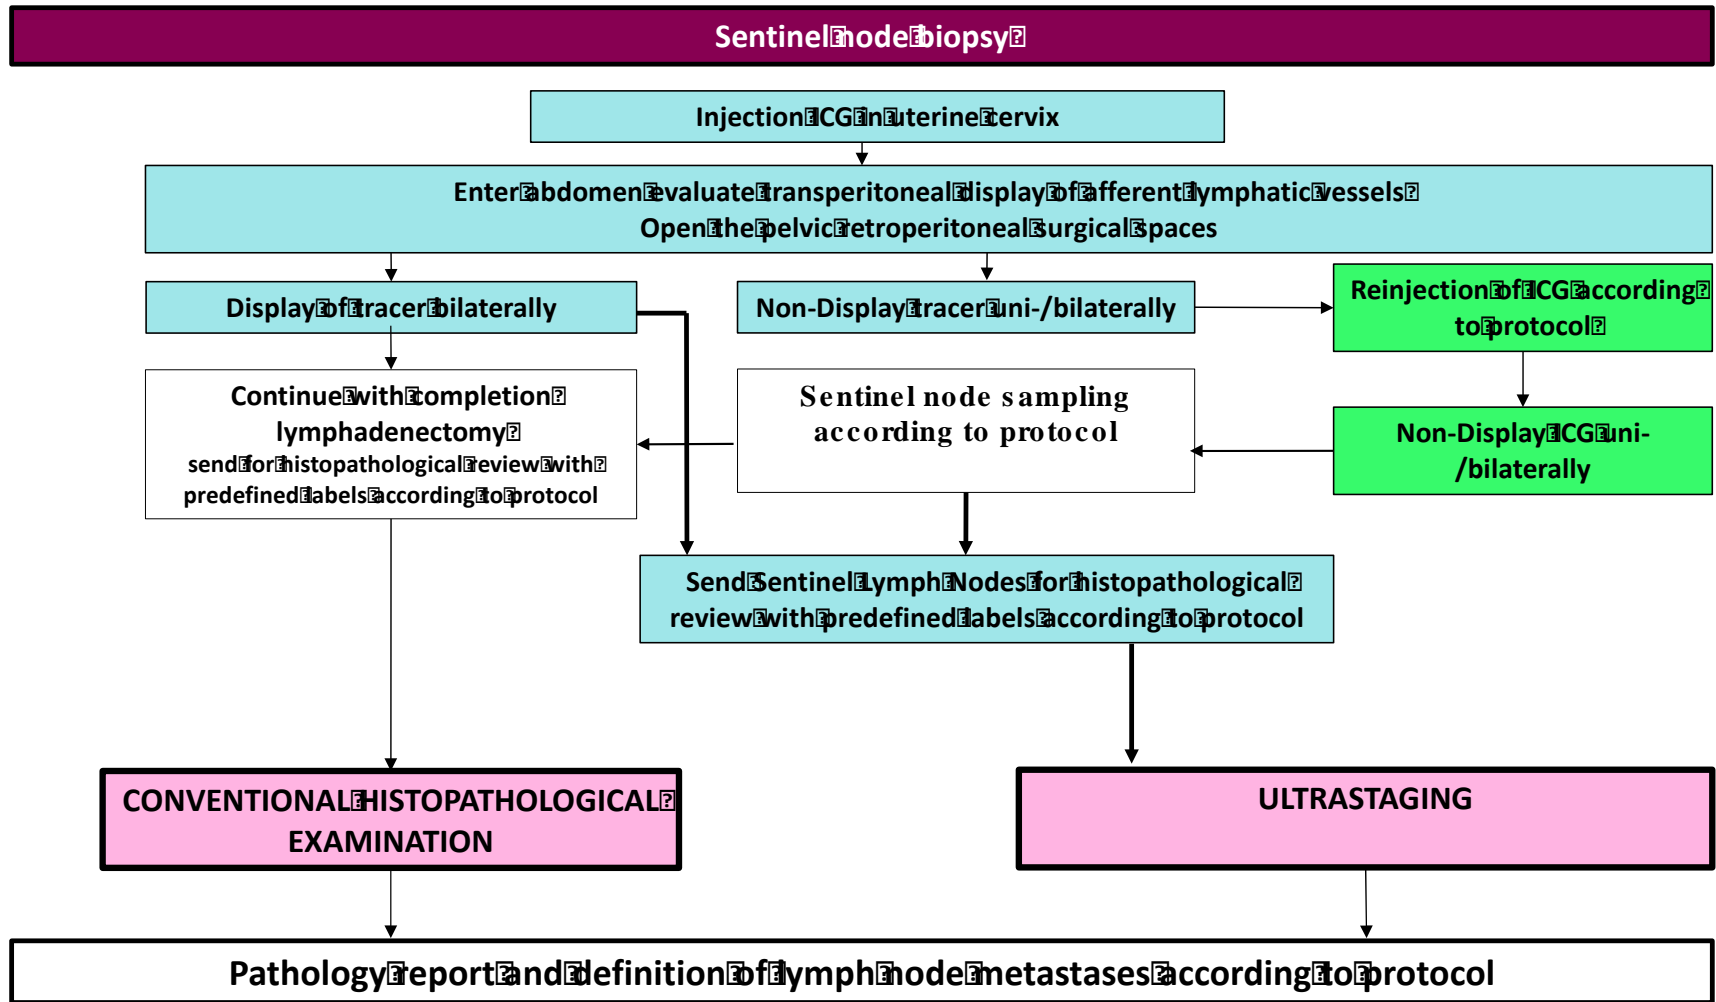 Sentinel node biopsy
Injection ICG in uterine cervix
Enter abdomen evaluate transperitoneal display of afferent lymphatic vessels
Open the pelvic retroperitoneal surgical spaces
Display of tracer bilaterally
Non-Display tracer uni-/bilaterally
Reinjection of ICG according
to protocol
Continue with completion
lymphadenectomy
send for histopathological review with
predefined labels according to protocol
Sentinel node sampling
according to protocol
Non-Display ICG uni-
/bilaterally
Send Sentinel Lymph Nodes for histopathological
review with predefined labels according to protocol
CONVENTIONAL HISTOPATHOLOGICAL
EXAMINATION
ULTRASTAGING
Pathology report and definition of lymph node metastases according to protocol